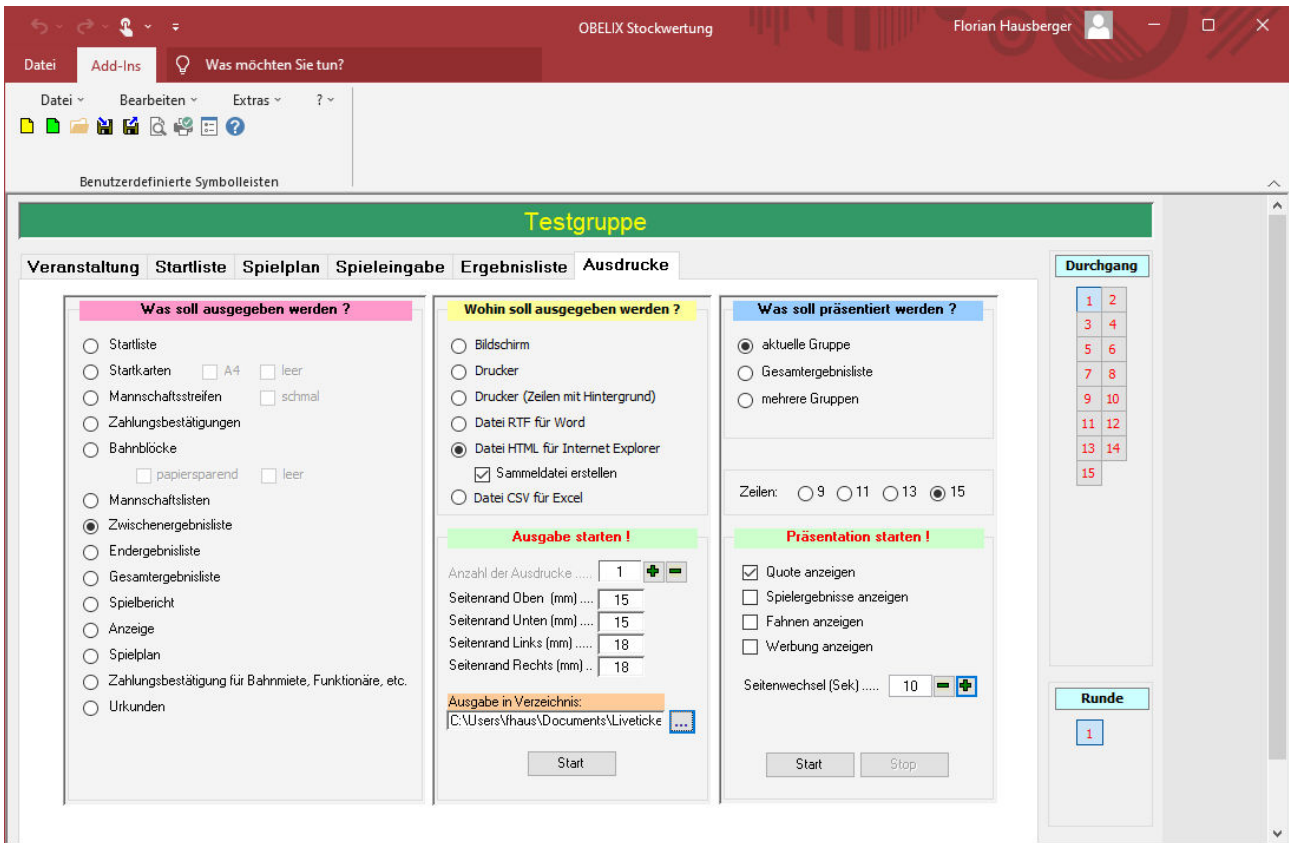 OBELIX Stockwertung
Florian Hausberger
Datei Add-Ins Was möchten Sie tun?
Datei Bearbeiten Extras ?
Benutzerdefinierte Symbolleisten
Testgruppe
Veranstaltung Startliste Spielplan Spieleingabe Ergebnisliste Ausdrucke
Was soll ausgegeben werden ?
Startliste
Startkarten A4 leer
Mannschaftsstreifen schmal
Zahlungsbestätigungen
Bahnblöcke
papiersparend leer
Mannschaftslisten
Zwischenergebnisliste
Endergebnisliste
Gesamtergebnisliste
Spielbericht
Anzeige
Spielplan
Zahlungsbestätigung für Bahnmiete, Funktionäre, etc.
Urkunden
Wohin soll ausgegeben werden ?
Bildschirm
Drucker
Drucker (Zeilen mit Hintergrund)
Datei RTF für Word
Datei HTML für Internet Explorer
Sammeldatei erstellen
Datei CSV für Excel
Ausgabe starten !
Anzahl der Ausdrucke ..... 1
Seitenrand Oben (mm) .... 15
Seitenrand Unten (mm) .... 15
Seitenrand Links (mm) ..... 18
Seitenrand Rechts (mm) .. 18
Ausgabe in Verzeichnis:
C:\Users\fhaus\Documents\Liveticke ...
Start
Was soll präsentiert werden ?
aktuelle Gruppe
Gesamtergebnisliste
mehrere Gruppen
Zeilen: 9 11 13 15
Präsentation starten !
Quote anzeigen
Spielergebnisse anzeigen
Fahnen anzeigen
Werbung anzeigen
Seitenwechsel (Sek) ..... 10
Start Stop
Durchgang
1 2
3 4
5 6
7 8
9 10
11 12
13 14
15
Runde
1